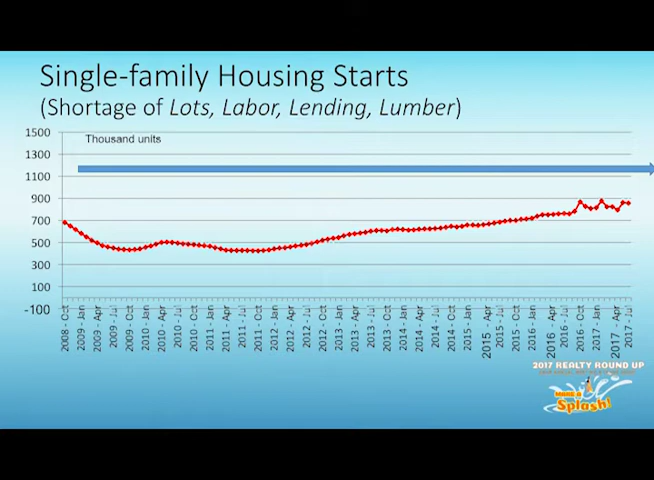 Single-family Housing Starts
(Shortage of Lots, Labor, Lending, Lumber)
Thousand units
1500
1300
1100
900
700
500
300
100
-100
2008 - Oct
2009 - Jan
2009 - Apr
2009 - Jul
2009 - Oct
2010 - Jan
2010 - Apr
2010 - Jul
2010 - Oct
2011 - Jan
2011 - Apr
2011 - Jul
2011 - Oct
2012 - Jan
2012 - Apr
2012 - Jul
2012 - Oct
2013 - Jan
2013 - Apr
2013 - Jul
2013 - Oct
2014 - Jan
2014 - Apr
2014 - Jul
2014 - Oct
2015 - Jan
2015 - Apr
2015 - Jul
2015 - Oct
2016 - Jan
2016 - Apr
2016 - Jul
2016 - Oct
2017 - Jan
2017 - Apr
2017 - Jul
2017 REALTY ROUND UP
MAKE A
Splash!